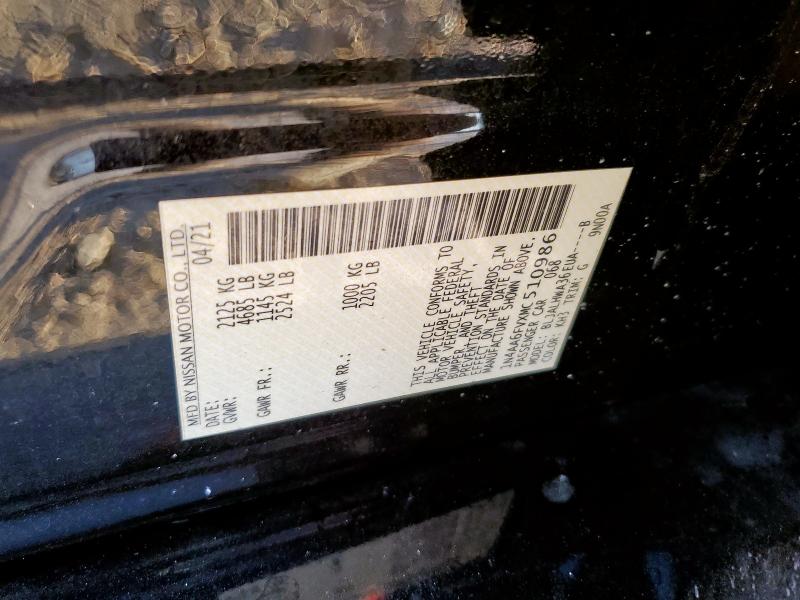 MFD BY NISSAN MOTOR CO., LTD.
DATE: 04/21
GVWR: 2125 KG
4685 LB
GAWR FR.: 1145 KG
2524 LB
GAWR RR.: 1000 KG
2205 LB
THIS VEHICLE CONFORMS TO
ALL APPLICABLE FEDERAL
MOTOR VEHICLE SAFETY,
BUMPER, AND THEFT
PREVENTION STANDARDS IN
EFFECT ON THE DATE OF
MANUFACTURE SHOWN ABOVE.
1N4AA6FVXMC510986
PASSENGER CAR 068
MODEL: BLJALHWA36EUA----B
COLOR: KH3 TRIM: G 9N00A